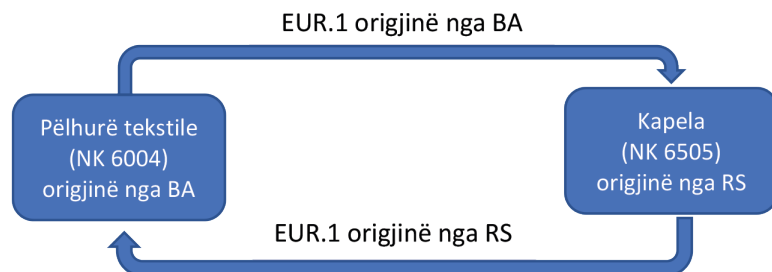 EUR.1 origjinë nga BA
Pëlhurë tekstile
(NK 6004)
origjinë nga BA
Kapela
(NK 6505)
origjinë nga RS
EUR.1 origjinë nga RS